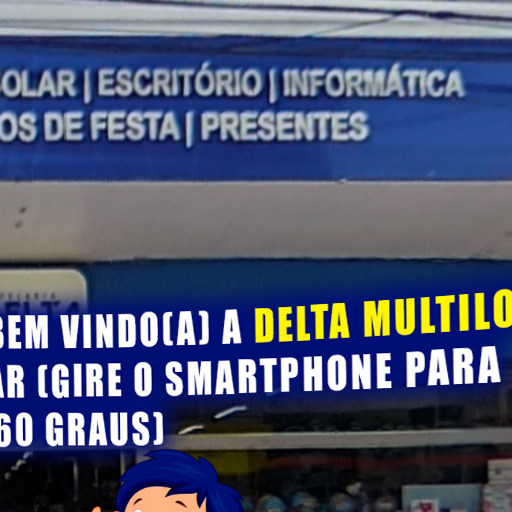 OLAR | ESCRITÓRIO | INFORMÁTICA
OS DE FESTA | PRESENTES
BEM VINDO(A) A DELTA MULTILO
AR (GIRE O SMARTPHONE PARA
60 GRAUS)